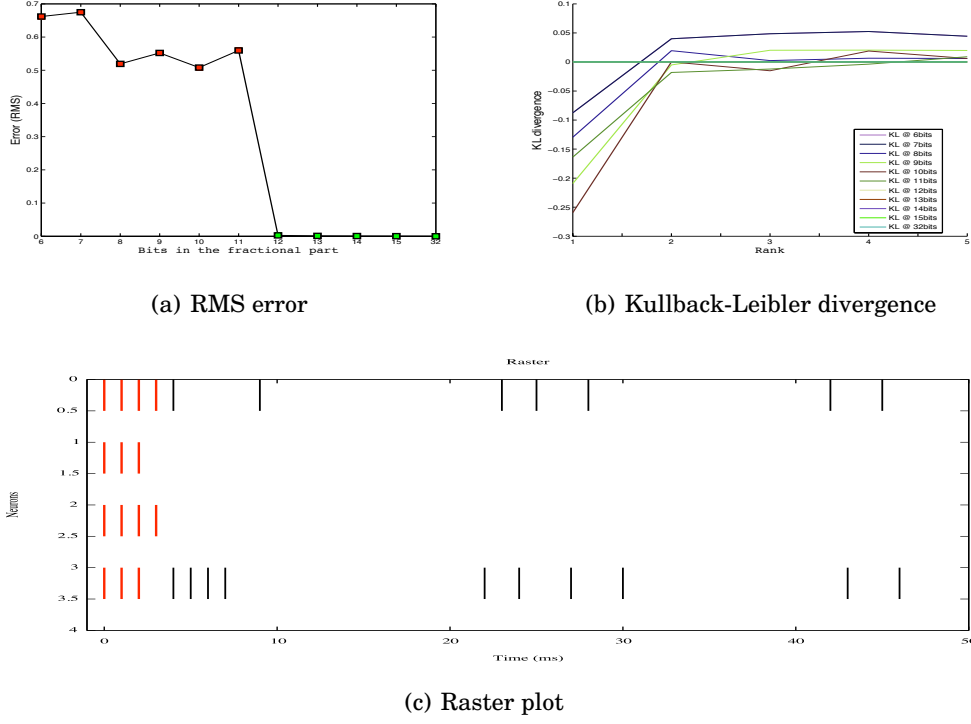 0.7
0.6
0.5
0.4
0.3
0.2
0.1
0
Error (RMS)
6 7 8 9 10 11 12 13 14 15 32
Bits in the fractional part
(a) RMS error
0.1
0.05
0
−0.05
−0.1
−0.15
−0.2
−0.25
−0.3
KL divergence
1 2 3 4 5
Rank
KL @ 6bits
KL @ 7bits
KL @ 8bits
KL @ 9bits
KL @ 10bits
KL @ 11bits
KL @ 12bits
KL @ 13bits
KL @ 14bits
KL @ 15bits
KL @ 32bits
(b) Kullback-Leibler divergence
Raster
0
0.5
1
1.5
2
2.5
3
3.5
4
Neurons
0 10 20 30 40 50
Time (ms)
(c) Raster plot